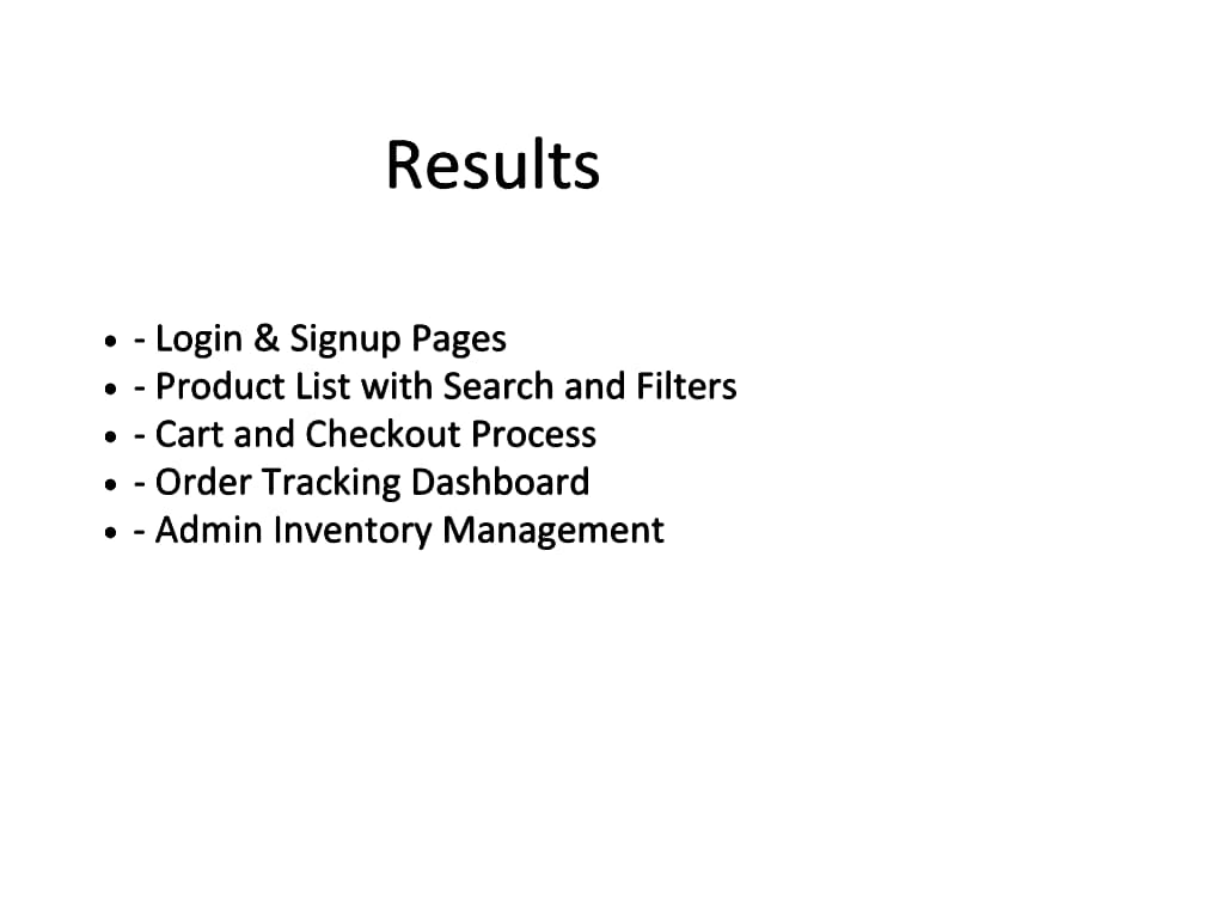 Results
• - Login & Signup Pages
• - Product List with Search and Filters
• - Cart and Checkout Process
• - Order Tracking Dashboard
• - Admin Inventory Management